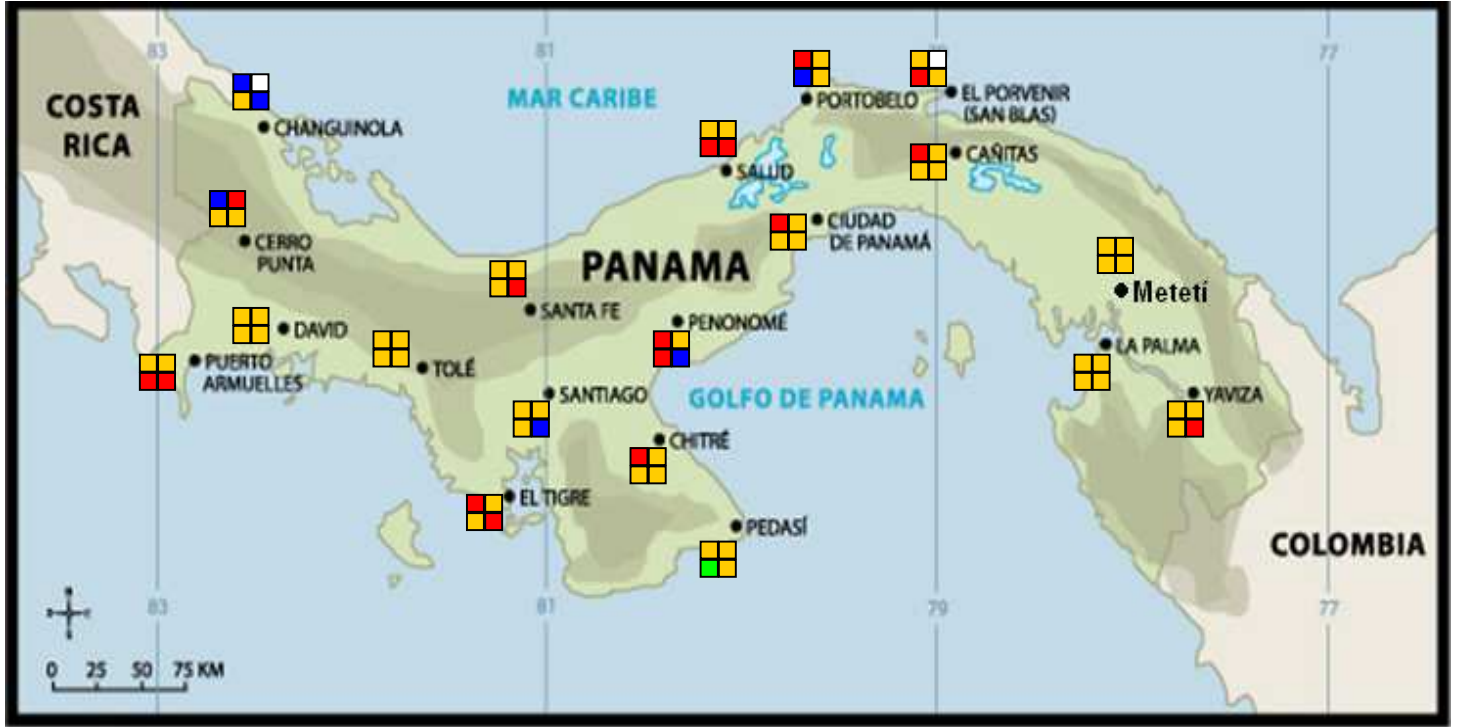 83
81
79
77
COSTA
RICA
MAR CARIBE
CHANGUINOLA
PORTOBELO
EL PORVENIR
(SAN BLAS)
SALUD
CAÑITAS
CERRO
PUNTA
CIUDAD
DE PANAMÁ
PANAMA
Metetí
SANTA FE
PENONOMÉ
DAVID
PUERTO
ARMUELLES
TOLÉ
LA PALMA
SANTIAGO
GOLFO DE PANAMA
YAVIZA
CHITRÉ
EL TIGRE
PEDASÍ
COLOMBIA
83
81
79
77
0 25 50 75 KM